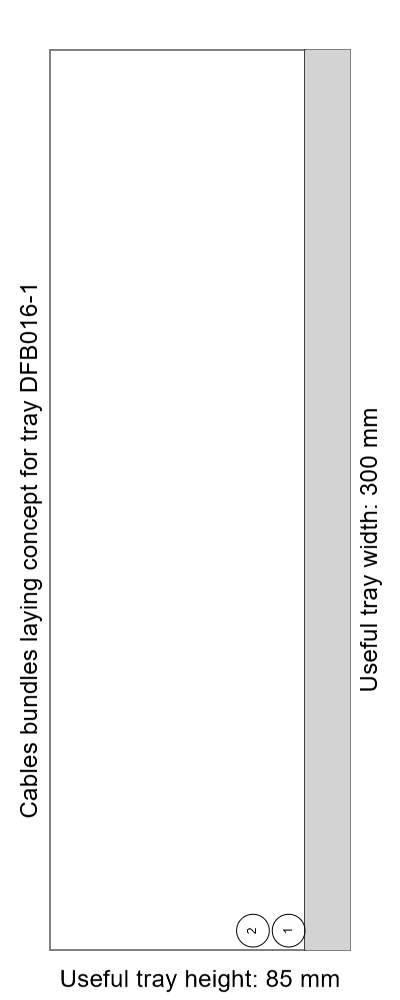 Cables bundles laying concept for tray DFB016-1
Useful tray width: 300 mm
2
1
Useful tray height: 85 mm